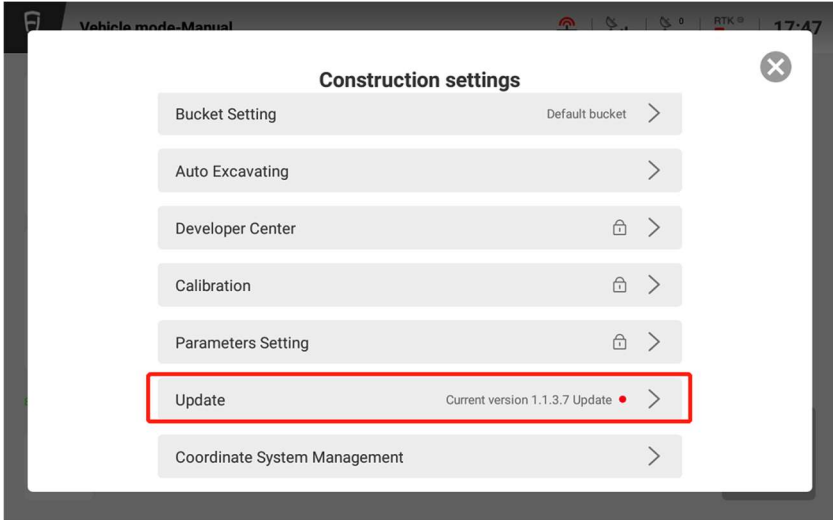 Vehicle mode-Manual 0 RTK 17:47
Construction settings
Bucket Setting Default bucket
Auto Excavating
Developer Center
Calibration
Parameters Setting
Update Current version 1.1.3.7 Update
Coordinate System Management